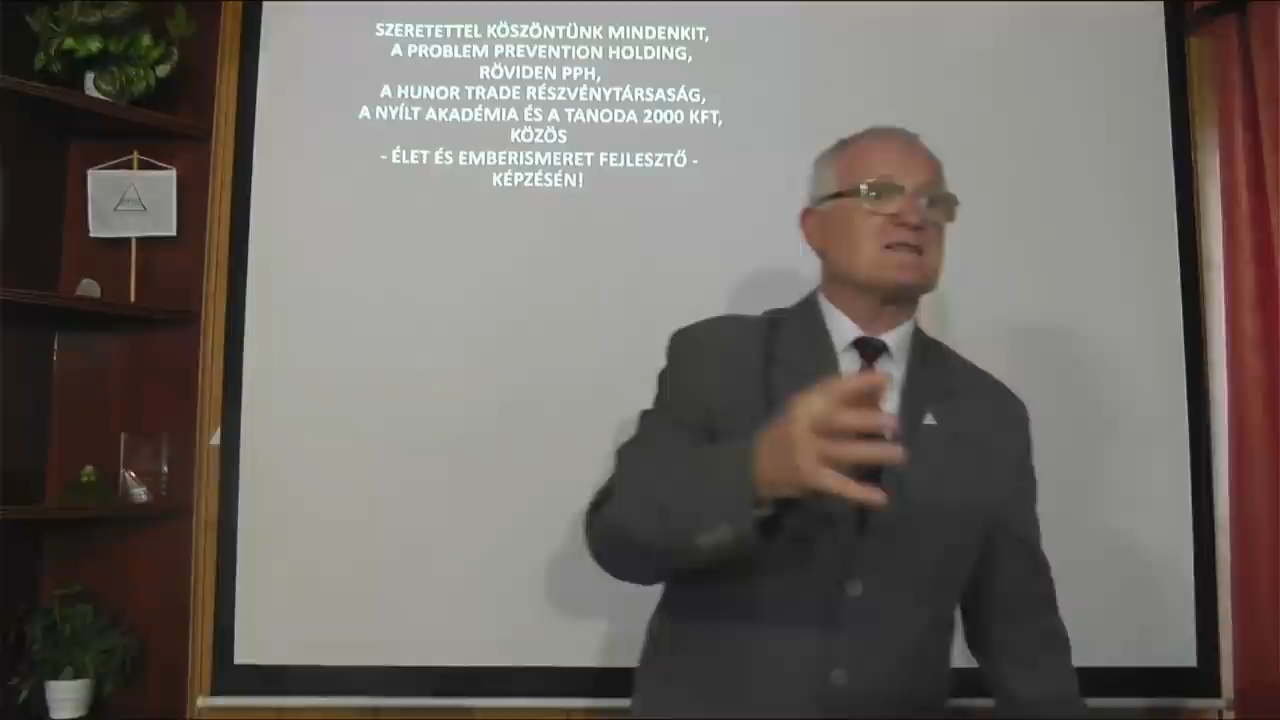 SZERETETTEL KÖSZÖNTÜNK MINDENKIT,
A PROBLEM PREVENTION HOLDING,
RÖVIDEN PPH,
A HUNOR TRADE RÉSZVÉNYTÁRSASÁG,
A NYÍLT AKADÉMIA ÉS A TANODA 2000 KFT,
KÖZÖS
- ÉLET ÉS EMBERISMERET FEJLESZTŐ -
KÉPZÉSÉN!